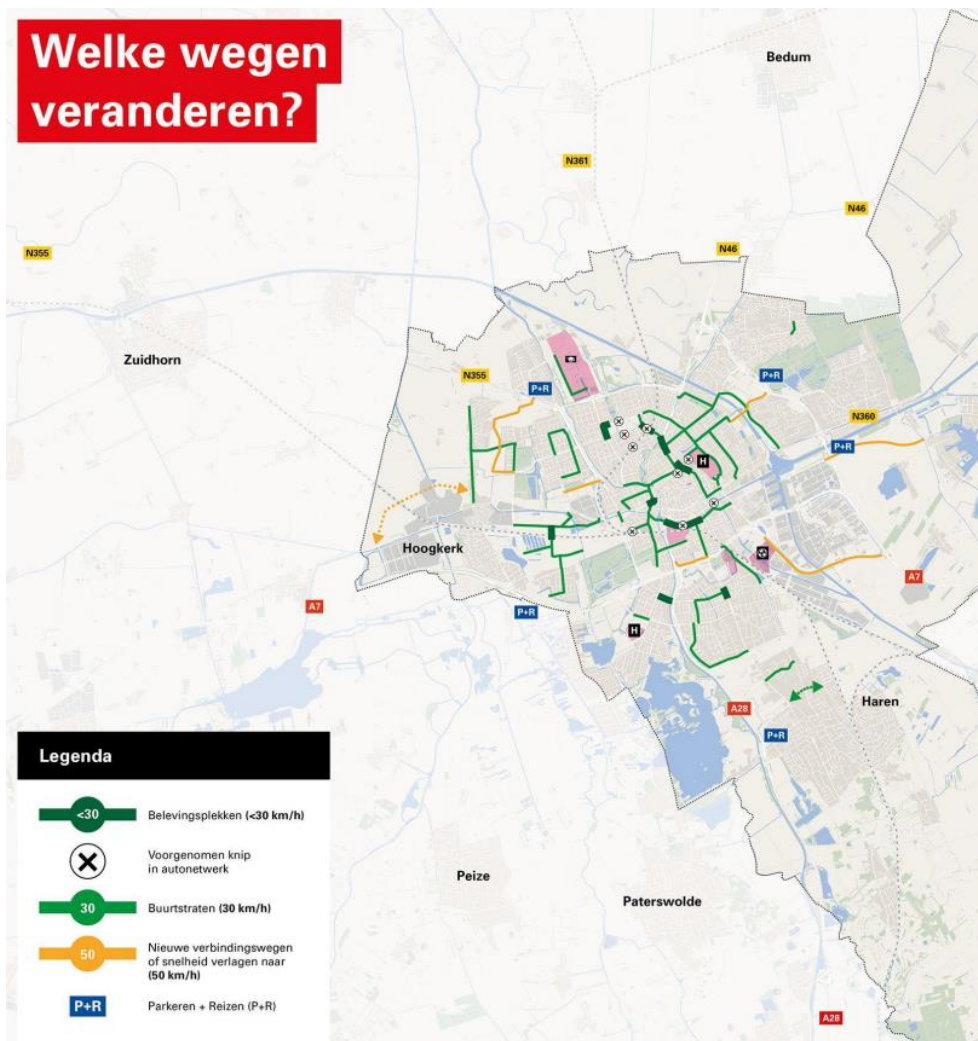 Welke wegen
veranderen?
Bedum
N361
N46
N355
N46
Zuidhorn
N355
P+R
P+R
N360
P+R
H
Hoogkerk
A7
A7
P+R
H
Haren
A28
P+R
Legenda
<30 Belevingsplekken (<30 km/h)
Voorgenomen knip
in autonetwerk
30 Buurtstraten (30 km/h)
50 Nieuwe verbindingswegen
of snelheid verlagen naar
(50 km/h)
P+R Parkeren + Reizen (P+R)
Peize
Paterswolde
A28